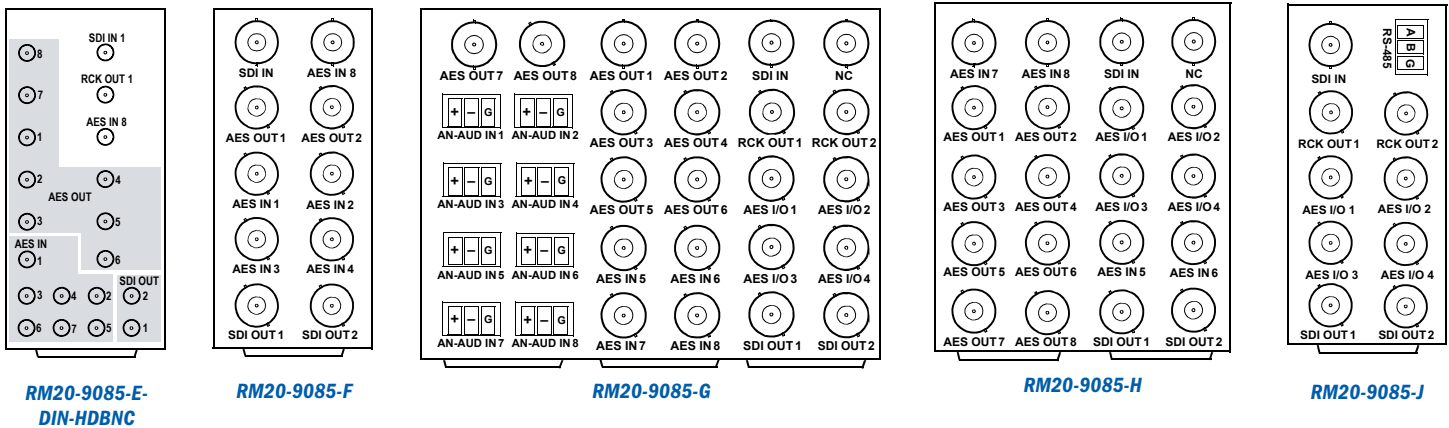 8 SDI IN 1
RCK OUT 1
7
AES IN 8
1
2 4
AES OUT
3 5
AES IN
1 6
SDI OUT
3 4 2 2
6 7 5 1
RM20-9085-E-
DIN-HDBNC
SDI IN AES IN 8
AES OUT 1 AES OUT 2
AES IN 1 AES IN 2
AES IN 3 AES IN 4
SDI OUT 1 SDI OUT 2
RM20-9085-F
AES OUT 7 AES OUT 8 AES OUT 1 AES OUT 2 SDI IN NC
+ – G + – G
AN-AUD IN 1 AN-AUD IN 2 AES OUT 3 AES OUT 4 RCK OUT 1 RCK OUT 2
+ – G + – G
AN-AUD IN 3 AN-AUD IN 4 AES OUT 5 AES OUT 6 AES I/O 1 AES I/O 2
+ – G + – G
AN-AUD IN 5 AN-AUD IN 6 AES IN 5 AES IN 6 AES I/O 3 AES I/O 4
+ – G + – G
AN-AUD IN 7 AN-AUD IN 8 AES IN 7 AES IN 8 SDI OUT 1 SDI OUT 2
RM20-9085-G
AES IN 7 AES IN 8 SDI IN NC
AES OUT 1 AES OUT 2 AES I/O 1 AES I/O 2
AES OUT 3 AES OUT 4 AES I/O 3 AES I/O 4
AES OUT 5 AES OUT 6 AES IN 5 AES IN 6
AES OUT 7 AES OUT 8 SDI OUT 1 SDI OUT 2
RM20-9085-H
RS-485
A B G
SDI IN
RCK OUT 1 RCK OUT 2
AES I/O 1 AES I/O 2
AES I/O 3 AES I/O 4
SDI OUT 1 SDI OUT 2
RM20-9085-J